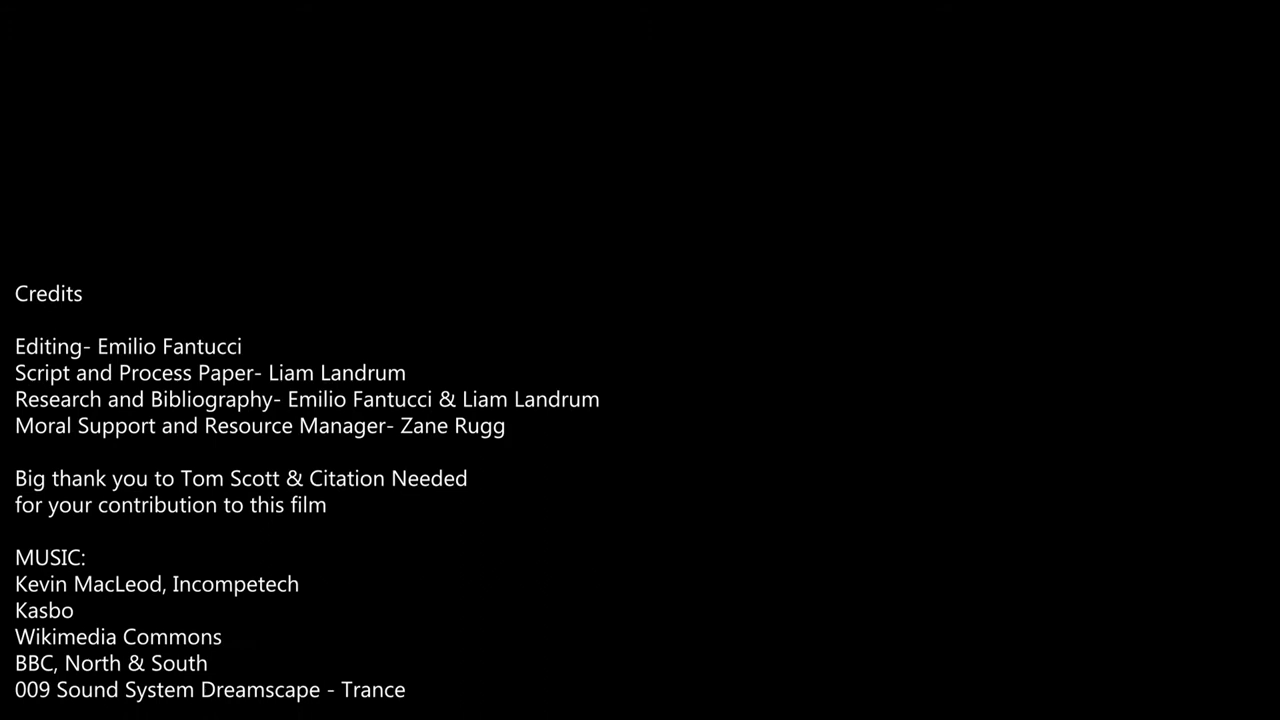 Credits
Editing- Emilio Fantucci
Script and Process Paper- Liam Landrum
Research and Bibliography- Emilio Fantucci & Liam Landrum
Moral Support and Resource Manager- Zane Rugg
Big thank you to Tom Scott & Citation Needed
for your contribution to this film
MUSIC:
Kevin MacLeod, Incompetech
Kasbo
Wikimedia Commons
BBC, North & South
009 Sound System Dreamscape - Trance